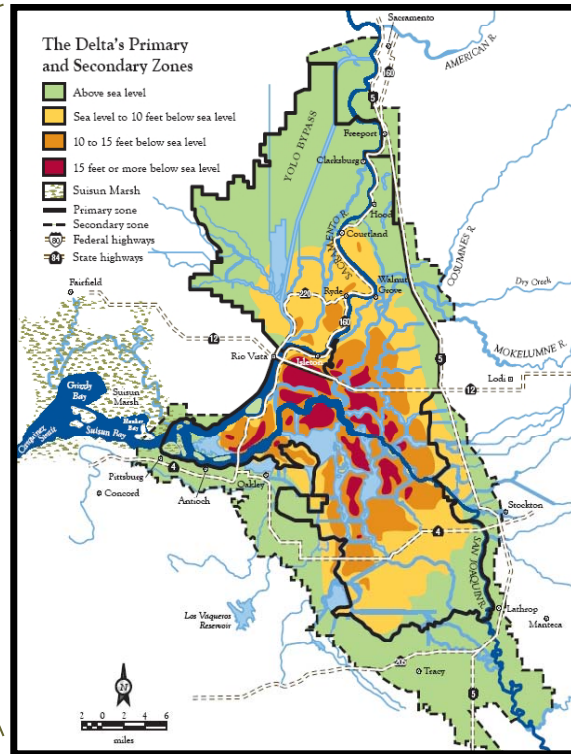 The Delta's Primary
and Secondary Zones
Above sea level
Sea level to 10 feet below sea level
10 to 15 feet below sea level
15 feet or more below sea level
Suisun Marsh
Primary zone
Secondary zone
80 Federal highways
84 State highways
Sacramento
AMERICAN R.
160
5
Freeport
YOLO BYPASS
Clarksburg
Hood
SACRAMENTO R.
Courtland
COSUMNES R.
Walnut
Grove
Dry Creek
Fairfield
220
Ryde
160
MOKELUMNE R.
12
Rio Vista
Isleton
5
12
Lodi
Grizzly
Bay
Suisun
Marsh
Honker
Bay
Suisun Bay
Carquinez Strait
Pittsburg
4
Concord
Antioch
Oakley
Stockton
4
SAN JOAQUIN R.
Los Vaqueros
Reservoir
Lathrop
Manteca
205
Tracy
5
N
2 0 2 4 6
miles